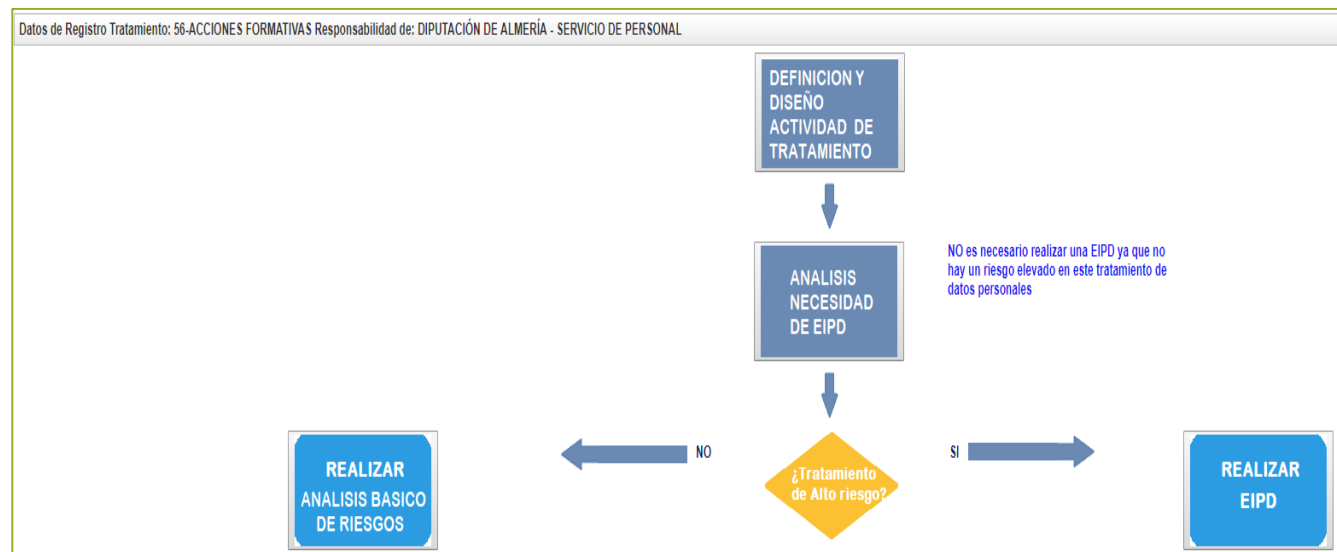 Datos de Registro Tratamiento: 56-ACCIONES FORMATIVAS Responsabilidad de: DIPUTACIÓN DE ALMERÍA - SERVICIO DE PERSONAL
DEFINICION Y
DISEÑO
ACTIVIDAD DE
TRATAMIENTO
ANALISIS
NECESIDAD
DE EIPD
NO es necesario realizar una EIPD ya que no
hay un riesgo elevado en este tratamiento de
datos personales
REALIZAR
ANALISIS BASICO
DE RIESGOS
NO
¿Tratamiento
de Alto riesgo?
SI
REALIZAR
EIPD